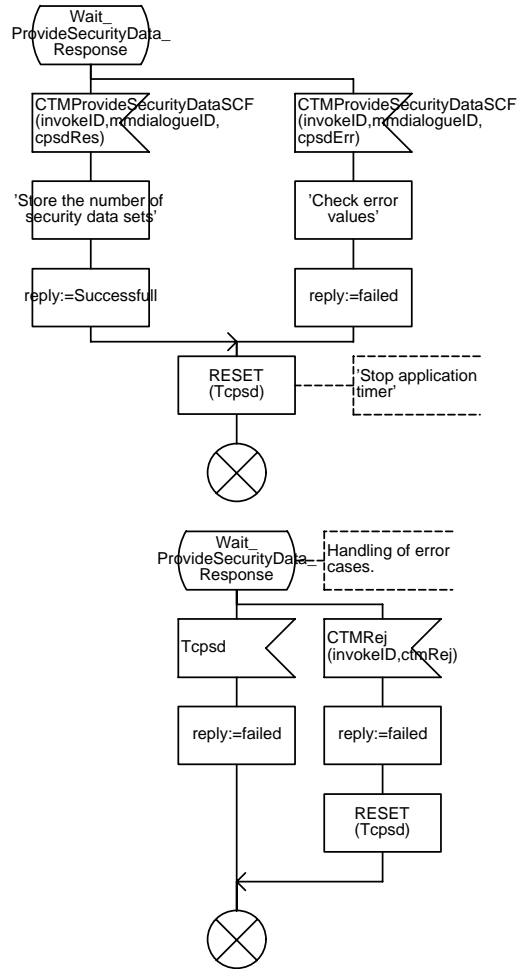 Wait_
ProvideSecurityData_
Response
CTMProvideSecurityDataSCF
(invokeID,mmdialogueID,
cpsdRes)
CTMProvideSecurityDataSCF
(invokeID,mmdialogueID,
cpsdErr)
'Store the number of
security data sets'
'Check error
values'
reply:=Successfull
reply:=failed
RESET
(Tcpsd)
'Stop application
timer'
Wait_
ProvideSecurityData_
Response
Handling of error
cases.
Tcpsd
CTMRej
(invokeID,ctmRej)
reply:=failed
reply:=failed
RESET
(Tcpsd)